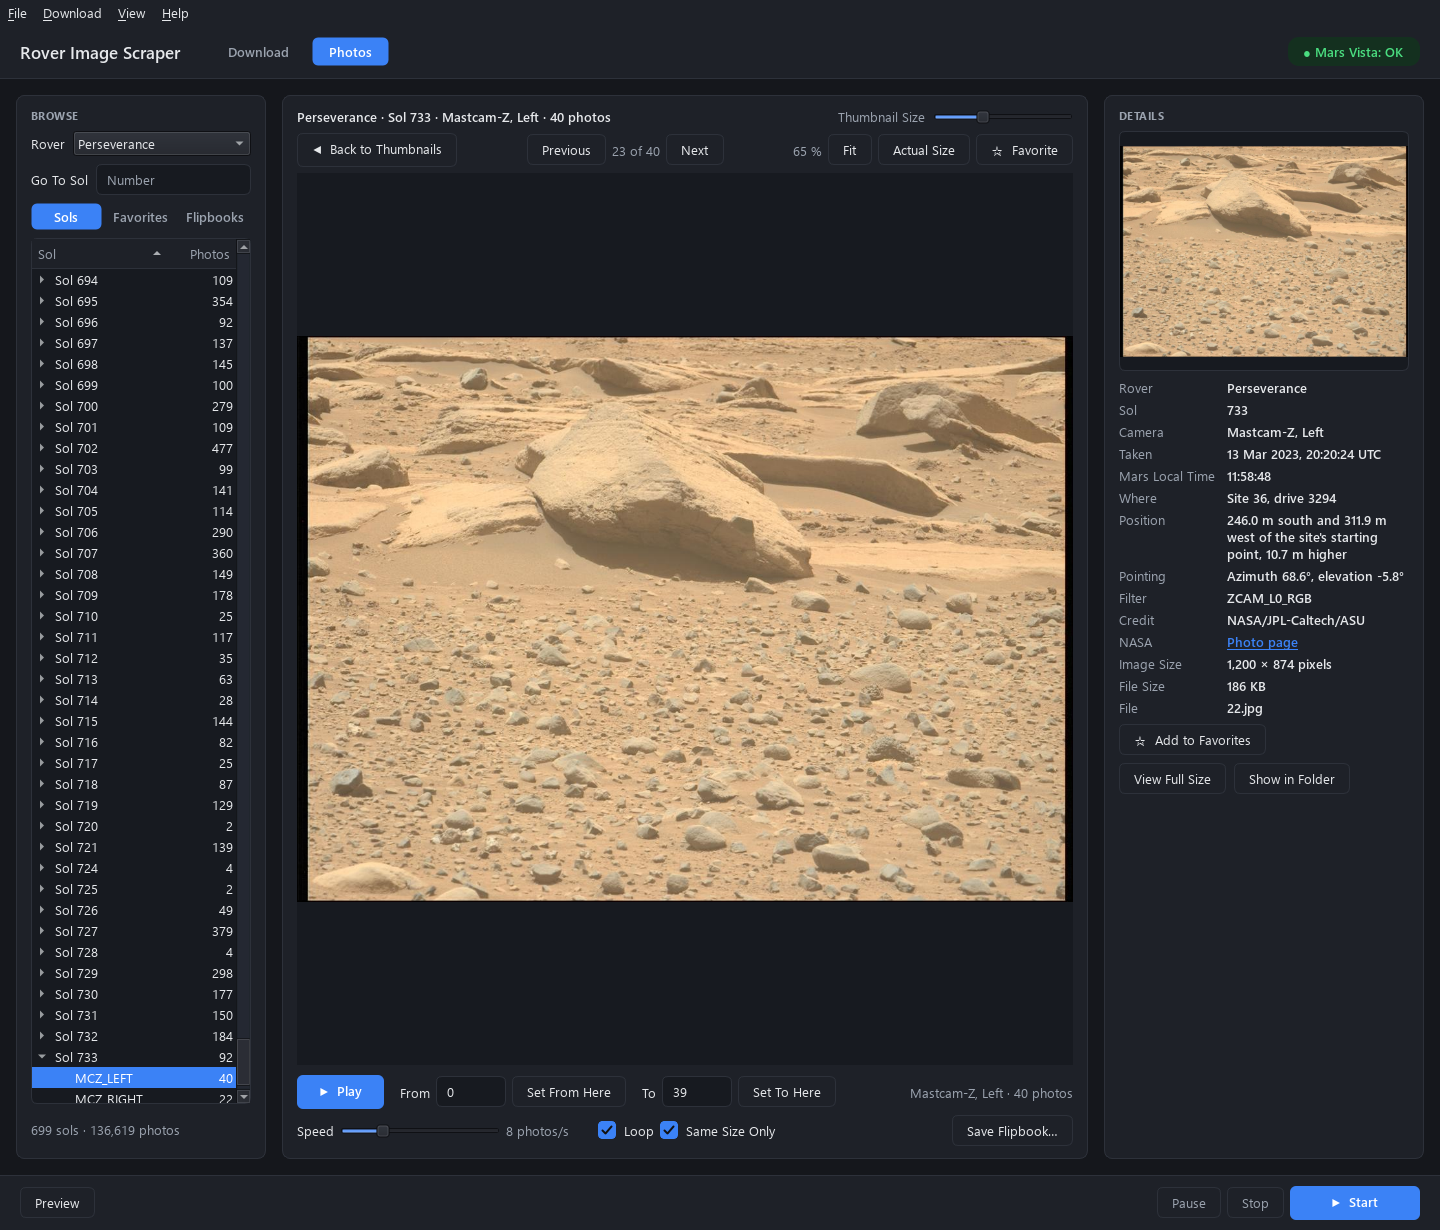 File Download View Help
Rover Image Scraper Download Photos ● Mars Vista: OK
BROWSE
Rover Perseverance
Go To Sol Number
Sols Favorites Flipbooks
Sol Photos
Sol 694 109
Sol 695 354
Sol 696 92
Sol 697 137
Sol 698 145
Sol 699 100
Sol 700 279
Sol 701 109
Sol 702 477
Sol 703 99
Sol 704 141
Sol 705 114
Sol 706 290
Sol 707 360
Sol 708 149
Sol 709 178
Sol 710 25
Sol 711 117
Sol 712 35
Sol 713 63
Sol 714 28
Sol 715 144
Sol 716 82
Sol 717 25
Sol 718 87
Sol 719 129
Sol 720 2
Sol 721 139
Sol 724 4
Sol 725 2
Sol 726 49
Sol 727 379
Sol 728 4
Sol 729 298
Sol 730 177
Sol 731 150
Sol 732 184
Sol 733 92
MCZ_LEFT 40
MCZ_RIGHT 22
699 sols · 136,619 photos
Perseverance · Sol 733 · Mastcam-Z, Left · 40 photos Thumbnail Size
◄ Back to Thumbnails Previous 23 of 40 Next 65 % Fit Actual Size ☆ Favorite
► Play From 0 Set From Here To 39 Set To Here Mastcam-Z, Left · 40 photos
Speed 8 photos/s Loop Same Size Only Save Flipbook...
DETAILS
Rover Perseverance
Sol 733
Camera Mastcam-Z, Left
Taken 13 Mar 2023, 20:20:24 UTC
Mars Local Time 11:58:48
Where Site 36, drive 3294
Position 246.0 m south and 311.9 m
west of the site's starting
point, 10.7 m higher
Pointing Azimuth 68.6°, elevation -5.8°
Filter ZCAM_L0_RGB
Credit NASA/JPL-Caltech/ASU
NASA Photo page
Image Size 1,200 × 874 pixels
File Size 186 KB
File 22.jpg
☆ Add to Favorites
View Full Size Show in Folder
Preview Pause Stop ► Start